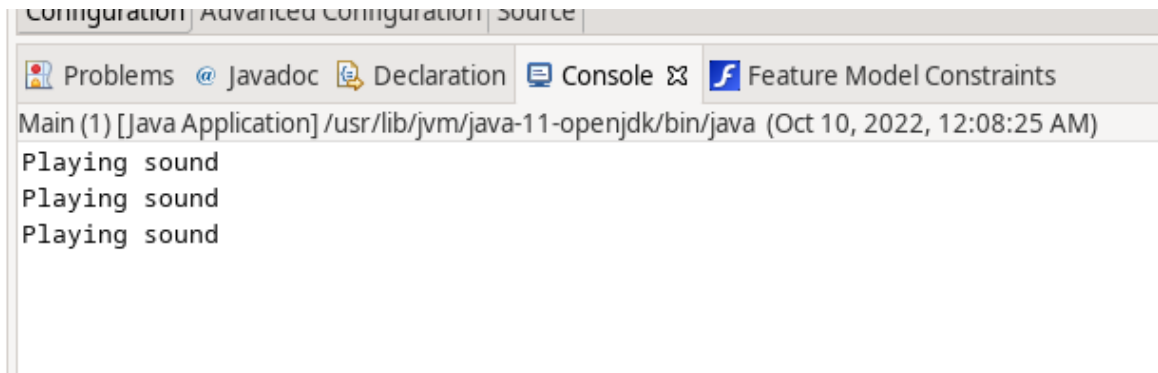 Configuration Advanced Configuration Source
Problems @ Javadoc Declaration Console Feature Model Constraints
Main (1) [Java Application] /usr/lib/jvm/java-11-openjdk/bin/java (Oct 10, 2022, 12:08:25 AM)
Playing sound
Playing sound
Playing sound